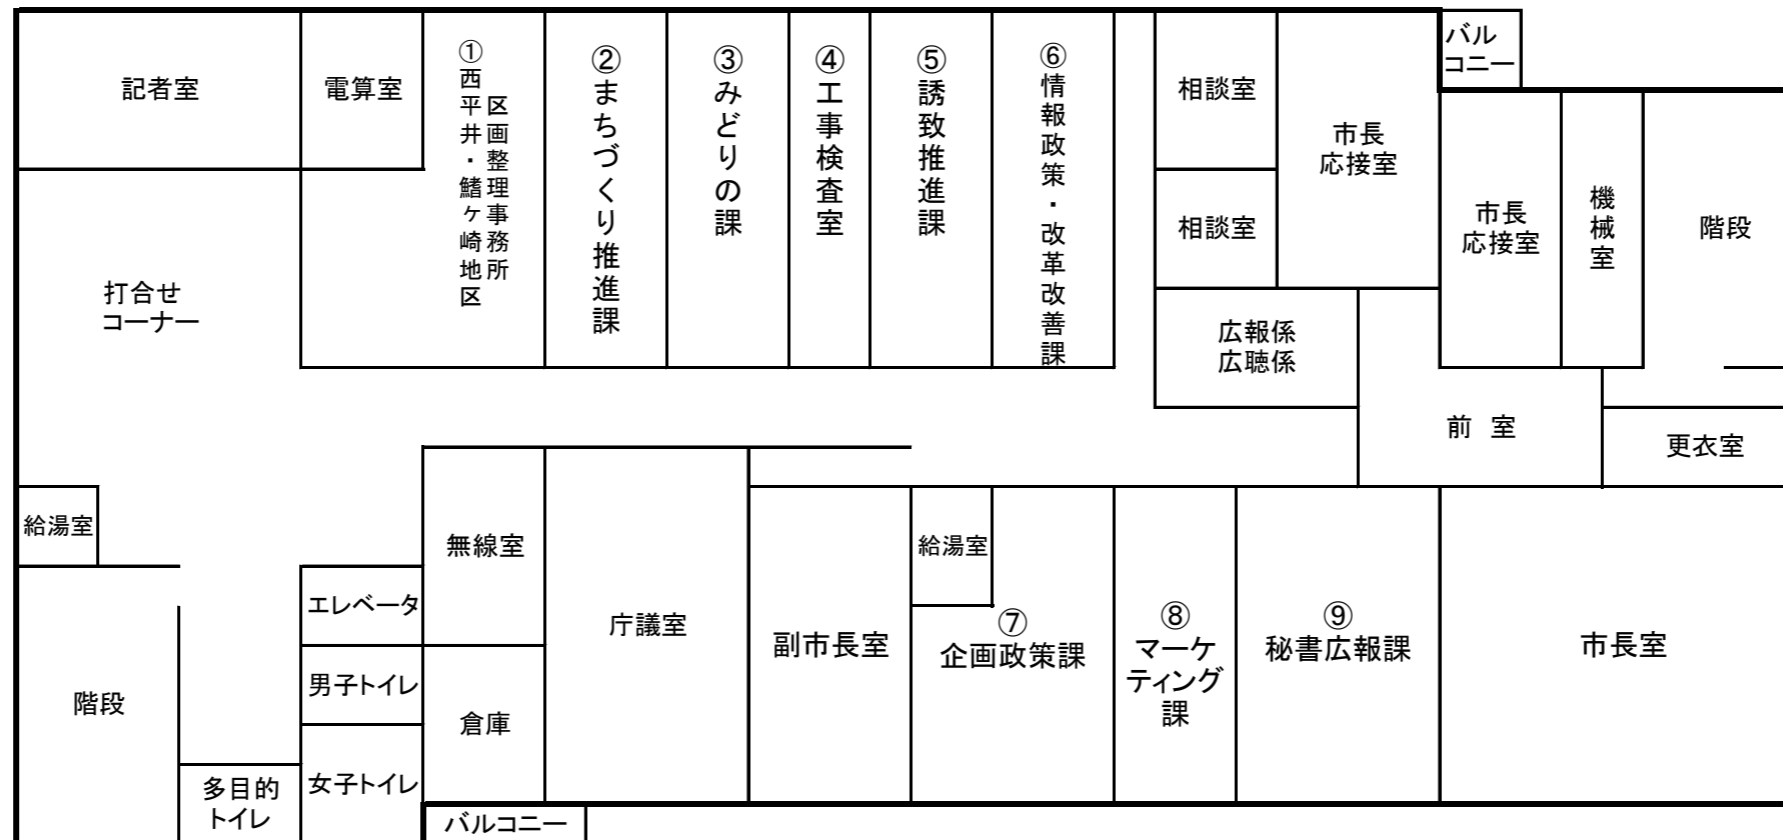 記者室
電算室
①
西平井・鰭ケ崎地区
区画整理事務所
②まちづくり推進課
③みどりの課
④工事検査室
⑤誘致推進課
⑥情報政策・改革改善課
相談室
相談室
市長
応接室
バル
コニー
市長
応接室
機械室
階段
打合せ
コーナー
広報係
広聴係
前 室
更衣室
給湯室
無線室
エレベータ
男子トイレ
女子トイレ
階段
多目的
トイレ
倉庫
庁議室
副市長室
給湯室
⑦
企画政策課
⑧
マーケ
ティング
課
⑨
秘書広報課
市長室
バルコニー